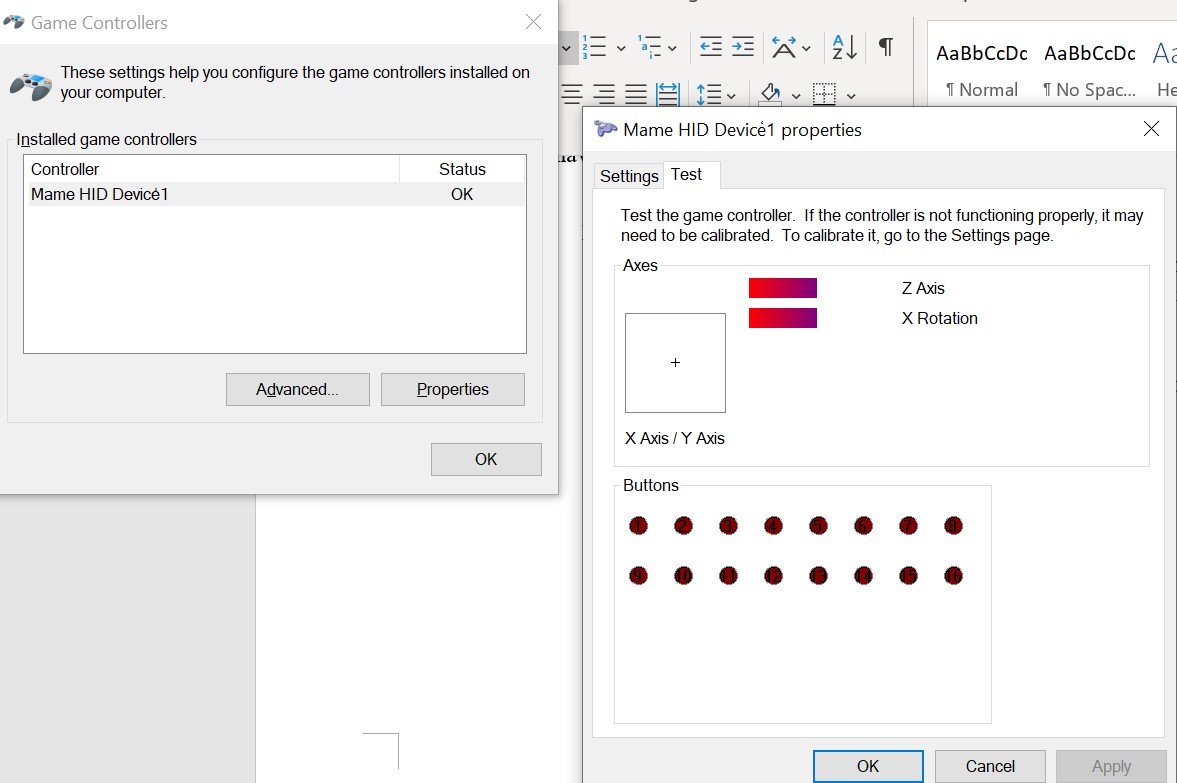 Game Controllers
These settings help you configure the game controllers installed on
your computer.
Installed game controllers
Controller Status
Mame HID Devicė1 OK
Advanced...
Properties
OK
AaBbCcDc AaBbCcDc
¶ Normal ¶ No Spac...
Mame HID Devicė1 properties
Settings Test
Test the game controller. If the controller is not functioning properly, it may
need to be calibrated. To calibrate it, go to the Settings page.
Axes
Z Axis
X Rotation
X Axis / Y Axis
Buttons
1 2 3 4 5 6 7 8
9 10 11 12 13 14 15 16
OK Cancel Apply